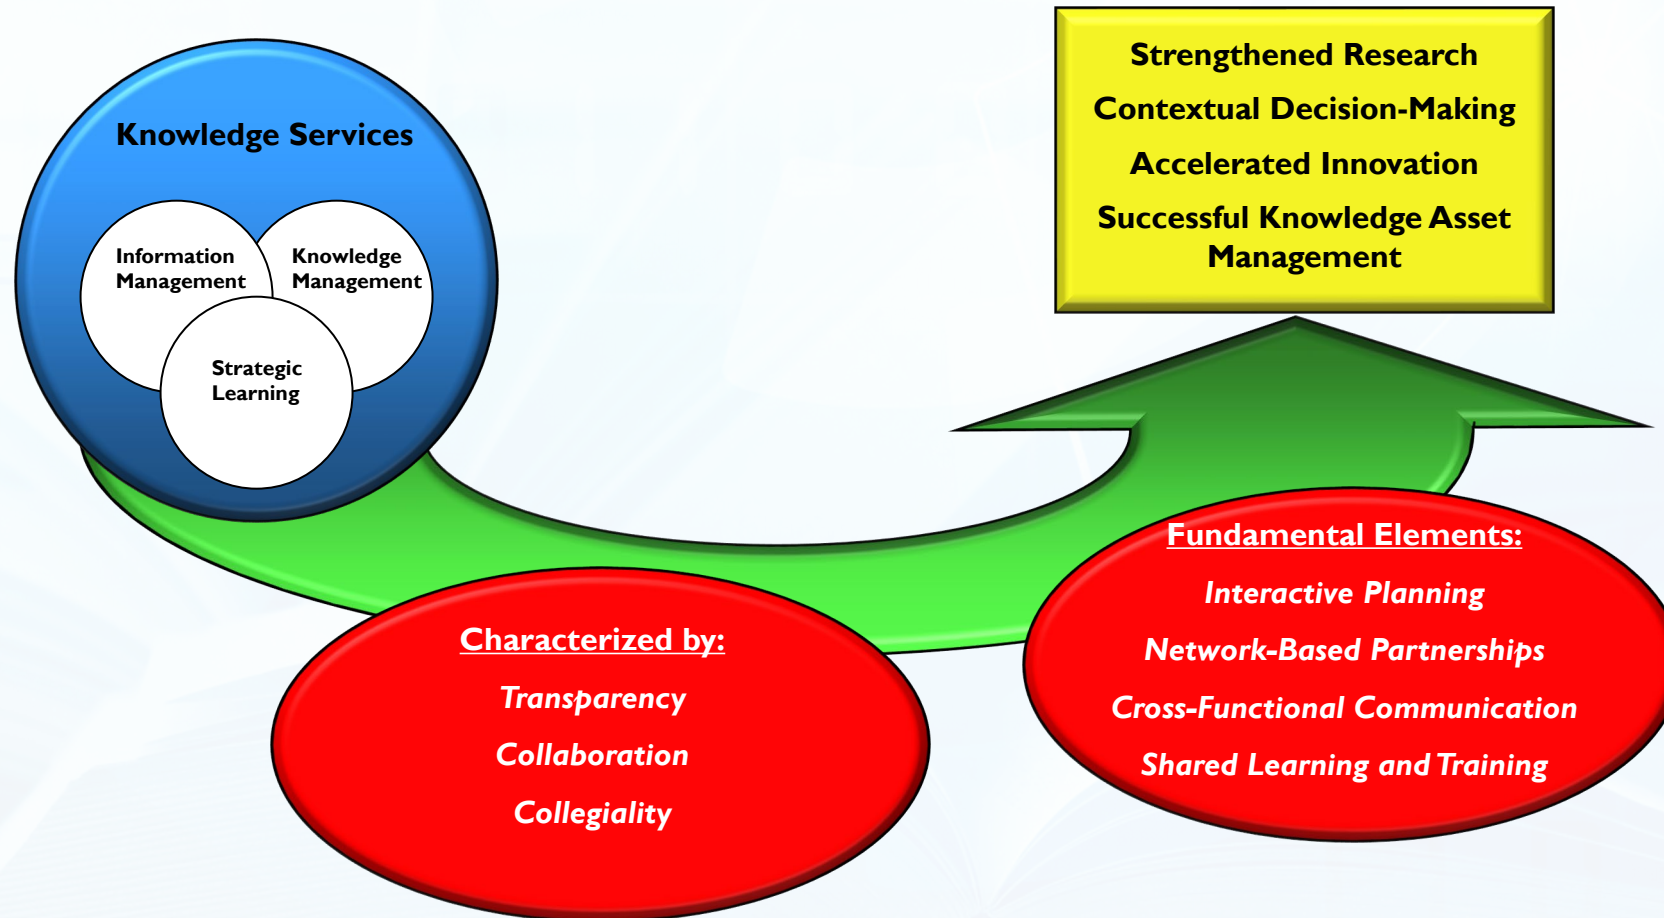 Knowledge Services
Information
Management
Knowledge
Management
Strategic
Learning
Strengthened Research
Contextual Decision-Making
Accelerated Innovation
Successful Knowledge Asset
Management
Characterized by:
Transparency
Collaboration
Collegiality
Fundamental Elements:
Interactive Planning
Network-Based Partnerships
Cross-Functional Communication
Shared Learning and Training